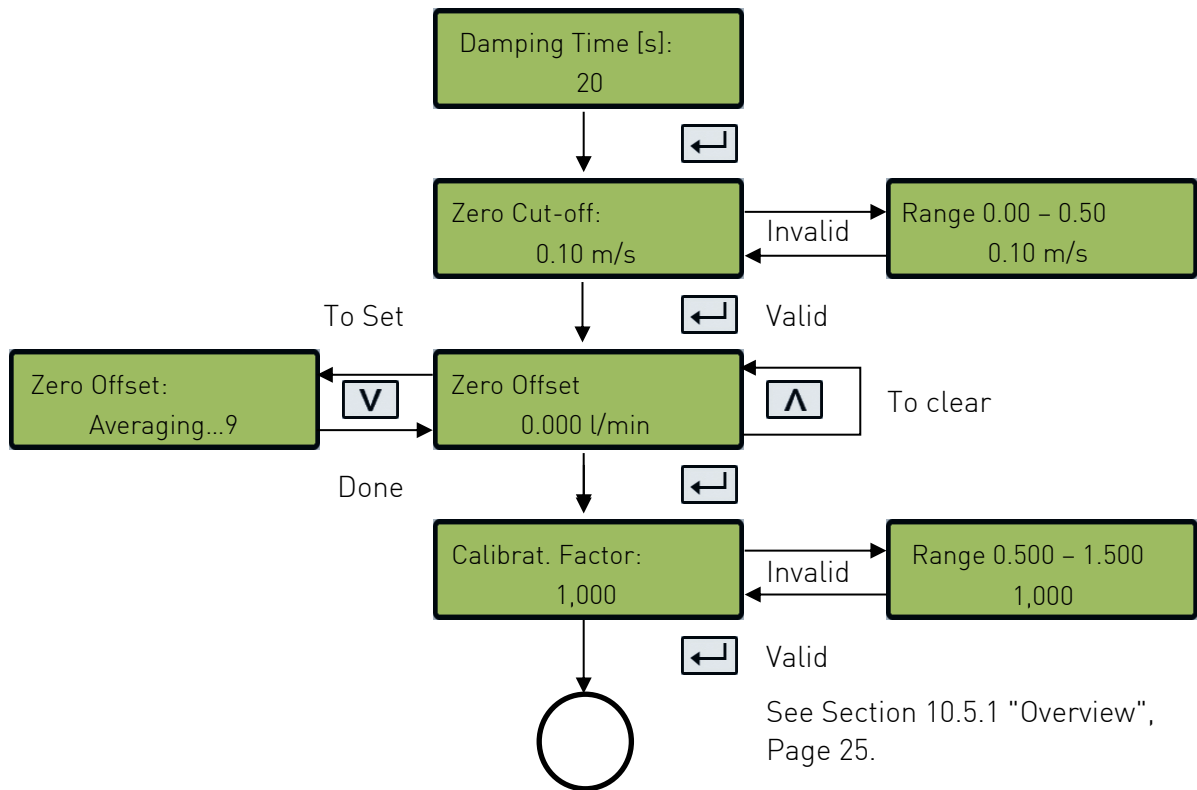 Damping Time [s]:
20
Zero Cut-off:
0.10 m/s
Invalid
Range 0.00 – 0.50
0.10 m/s
Valid
To Set
Zero Offset:
Averaging...9
V
Zero Offset
0.000 l/min
Λ
To clear
Done
Calibrat. Factor:
1,000
Invalid
Range 0.500 – 1.500
1,000
Valid
See Section 10.5.1 "Overview",
Page 25.